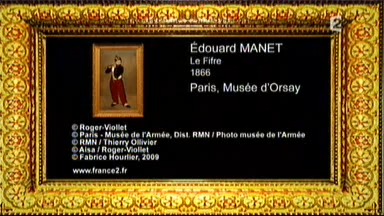 2
Édouard MANET
Le Fifre
1866
Paris, Musée d'Orsay
© Roger-Viollet
© Paris - Musée de l'Armée, Dist. RMN / Photo musée de l'Armée
© RMN / Thierry Ollivier
© Aisa / Roger-Viollet
© Fabrice Hourlier, 2009
www.france2.fr